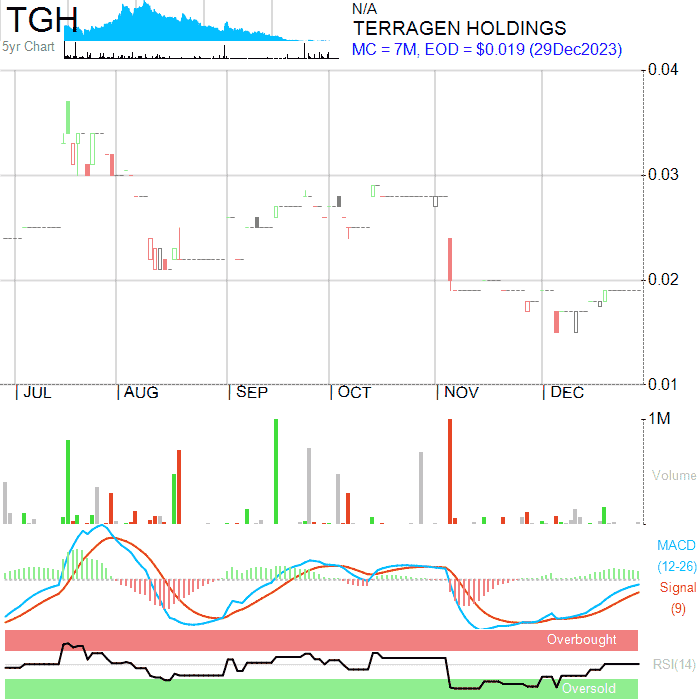 TGH
5yr Chart
N/A
TERRAGEN HOLDINGS
MC = 7M, EOD = $0.019 (29Dec2023)
0.04
0.03
0.02
0.01
JUL AUG SEP OCT NOV DEC
1M
Volume
MACD
(12-26)
Signal
(9)
Overbought
RSI(14)
Oversold